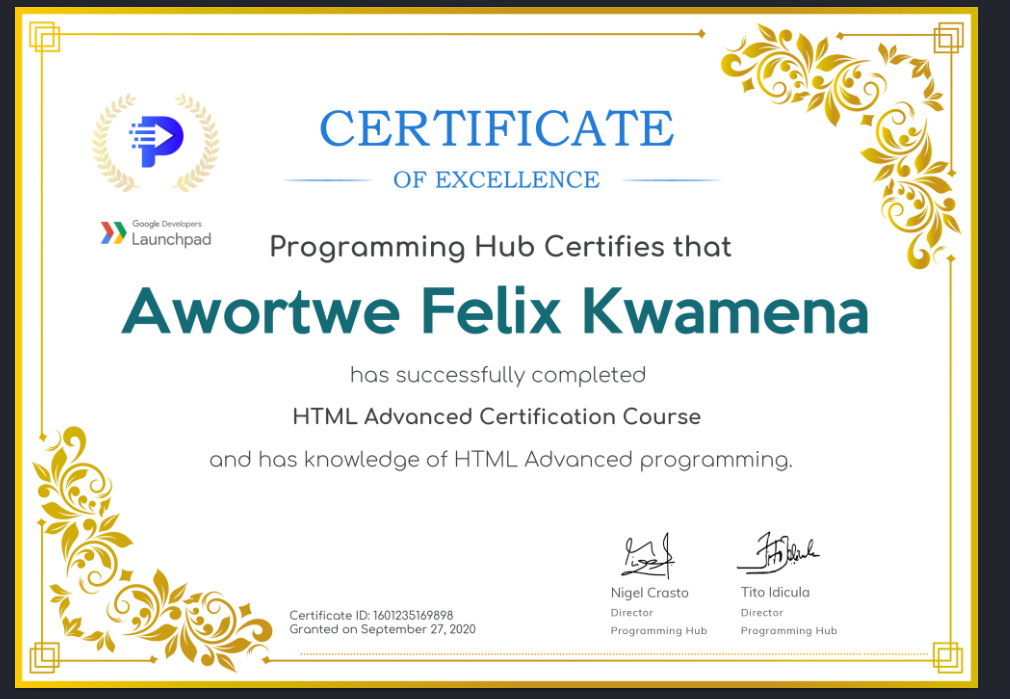 CERTIFICATE
OF EXCELLENCE
Google Developers
Launchpad
Programming Hub Certifies that
Awortwe Felix Kwamena
has successfully completed
HTML Advanced Certification Course
and has knowledge of HTML Advanced programming.
Nigel Crasto
Director
Programming Hub
Tito Idicula
Director
Programming Hub
Certificate ID: 1601235169898
Granted on September 27, 2020